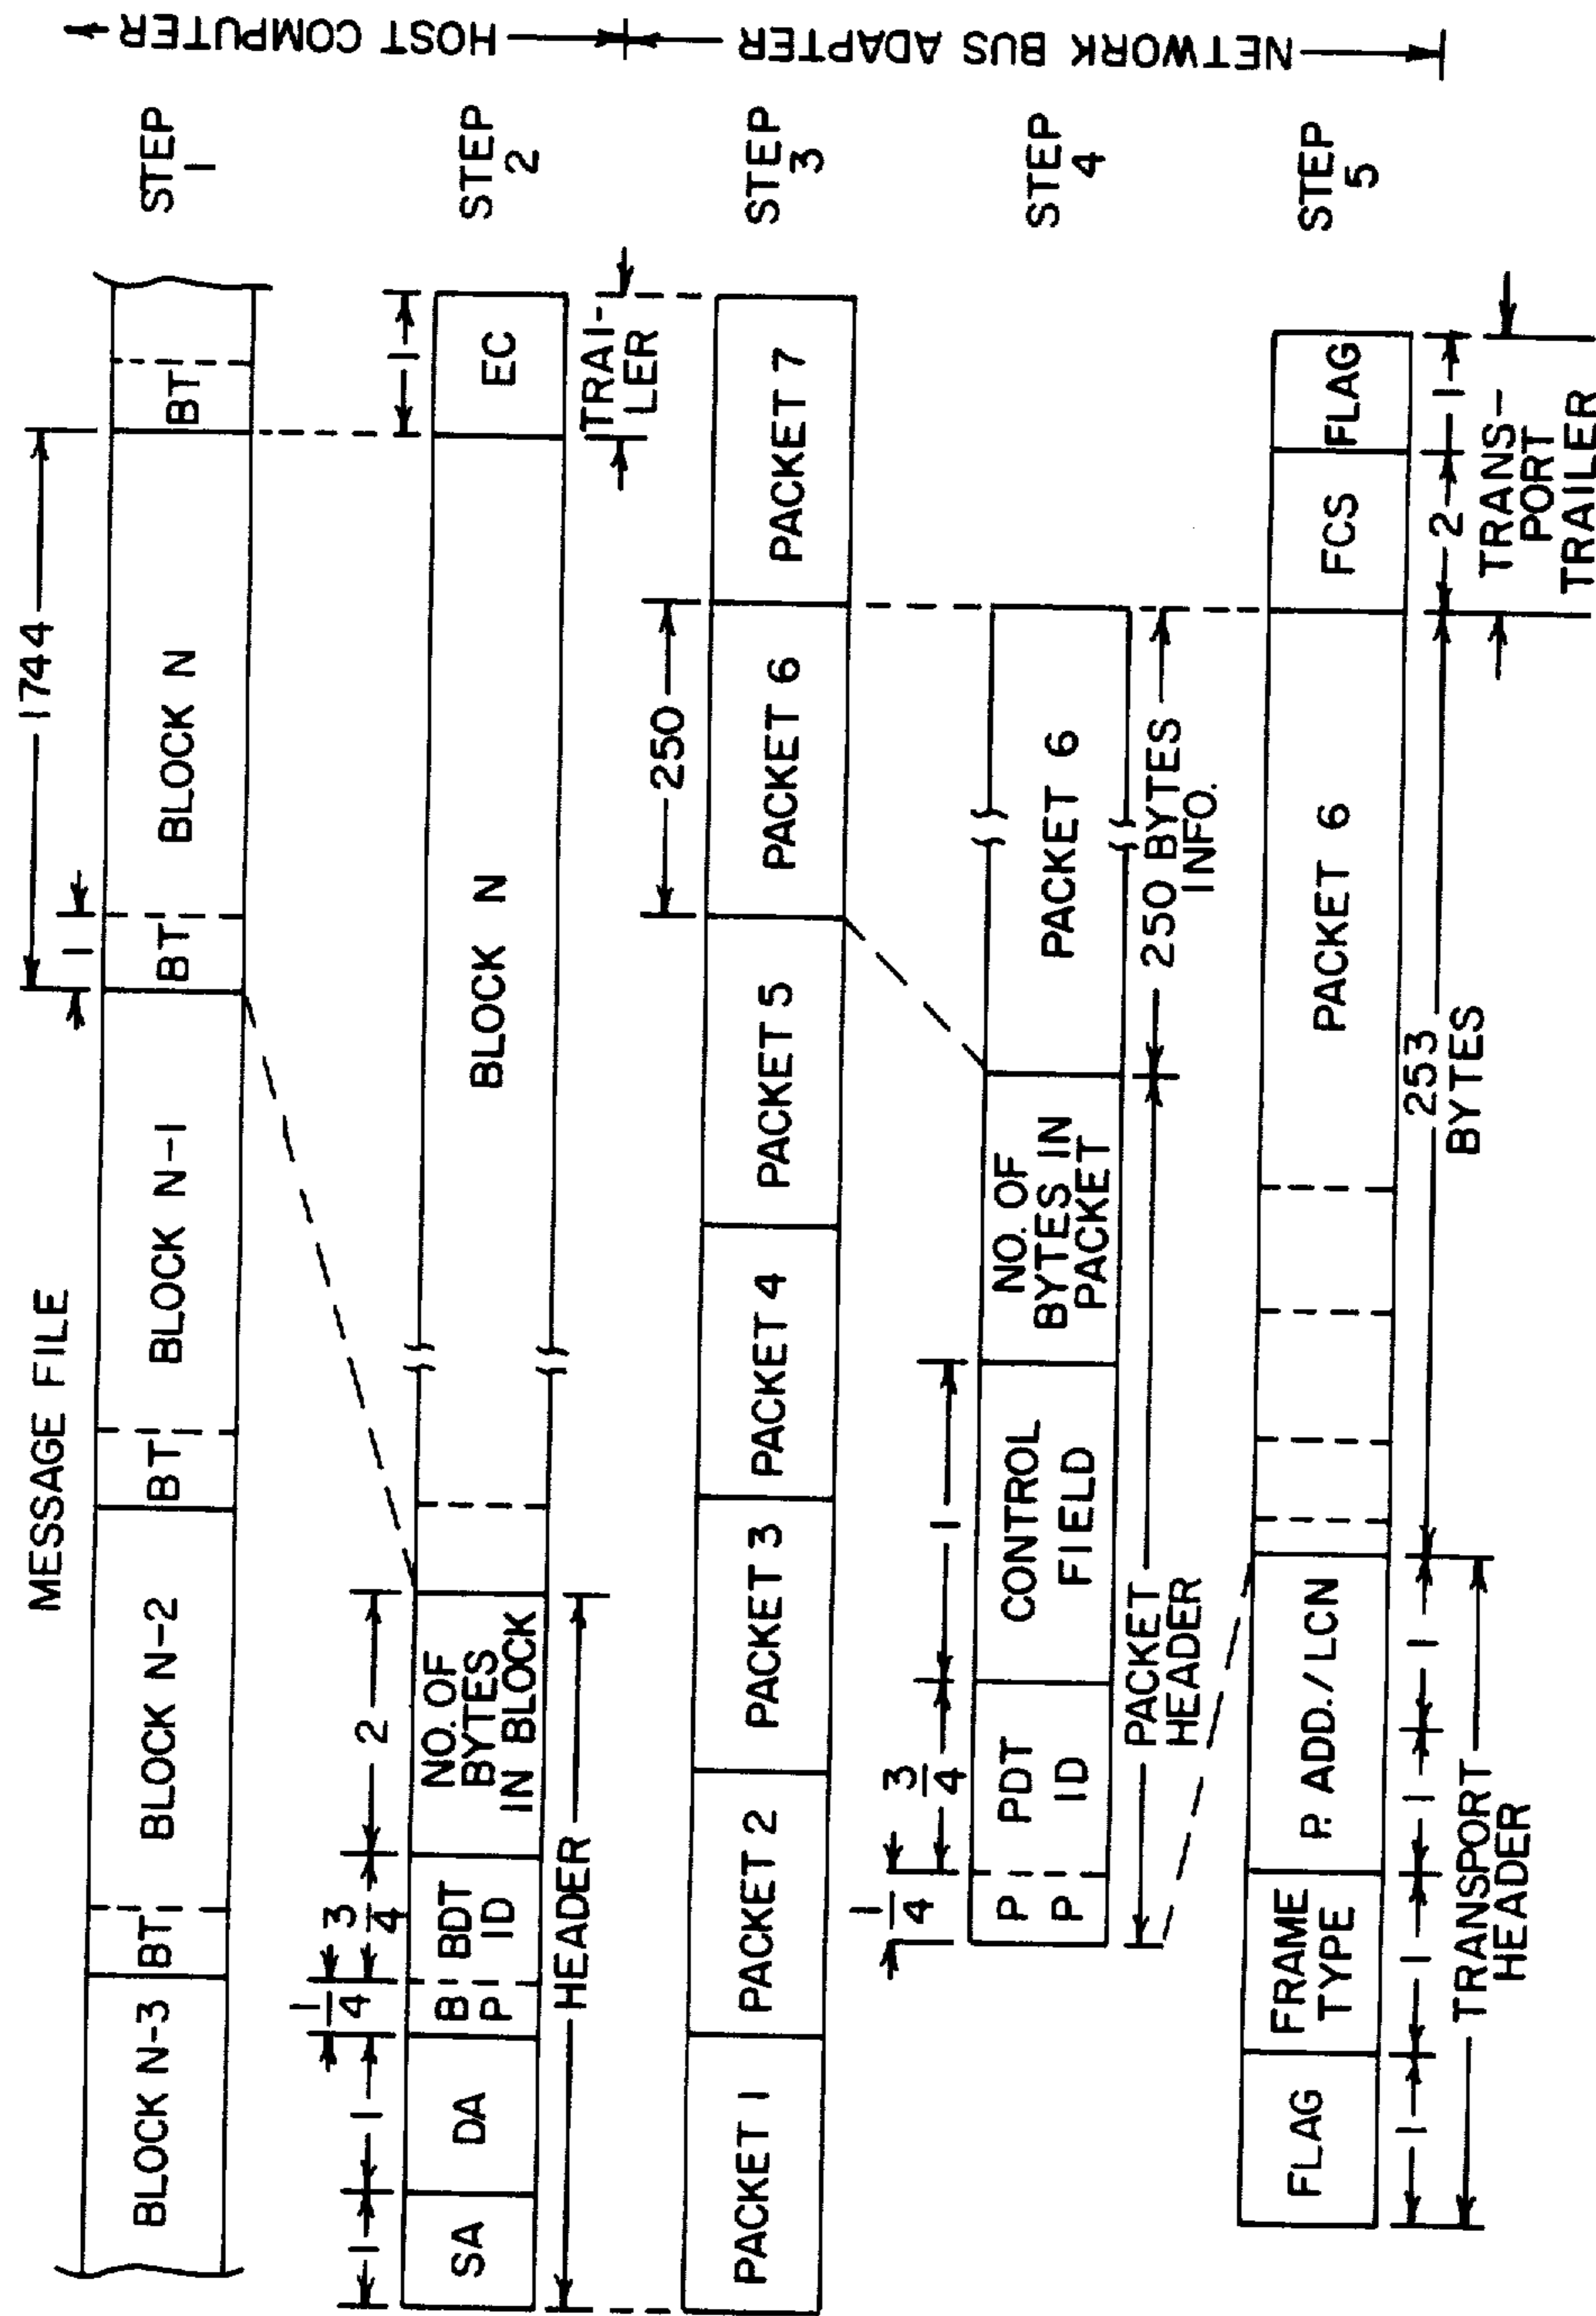 MESSAGE FILE
1744
1
BLOCK N-3
BT
BLOCK N-2
BT
BLOCK N-1
BT
BLOCK N
BT
STEP
1
1
1
1/4
3/4
2
1
SA
DA
B
P
BDT
ID
NO. OF
BYTES
IN BLOCK
BLOCK N
EC
HEADER
TRAI-
LER
STEP
2
HOST COMPUTER
250
PACKET 1
PACKET 2
PACKET 3
PACKET 4
PACKET 5
PACKET 6
PACKET 7
STEP
3
1/4
3/4
1
P
P
PDT
ID
CONTROL
FIELD
NO. OF
BYTES IN
PACKET
PACKET 6
PACKET
HEADER
250 BYTES
INFO.
STEP
4
FLAG
FRAME
TYPE
P. ADD./LCN
PACKET 6
FCS
FLAG
1
1
1
1
253
BYTES
2
1
TRANSPORT
HEADER
TRANS-
PORT
TRAILER
STEP
5
NETWORK BUS ADAPTER